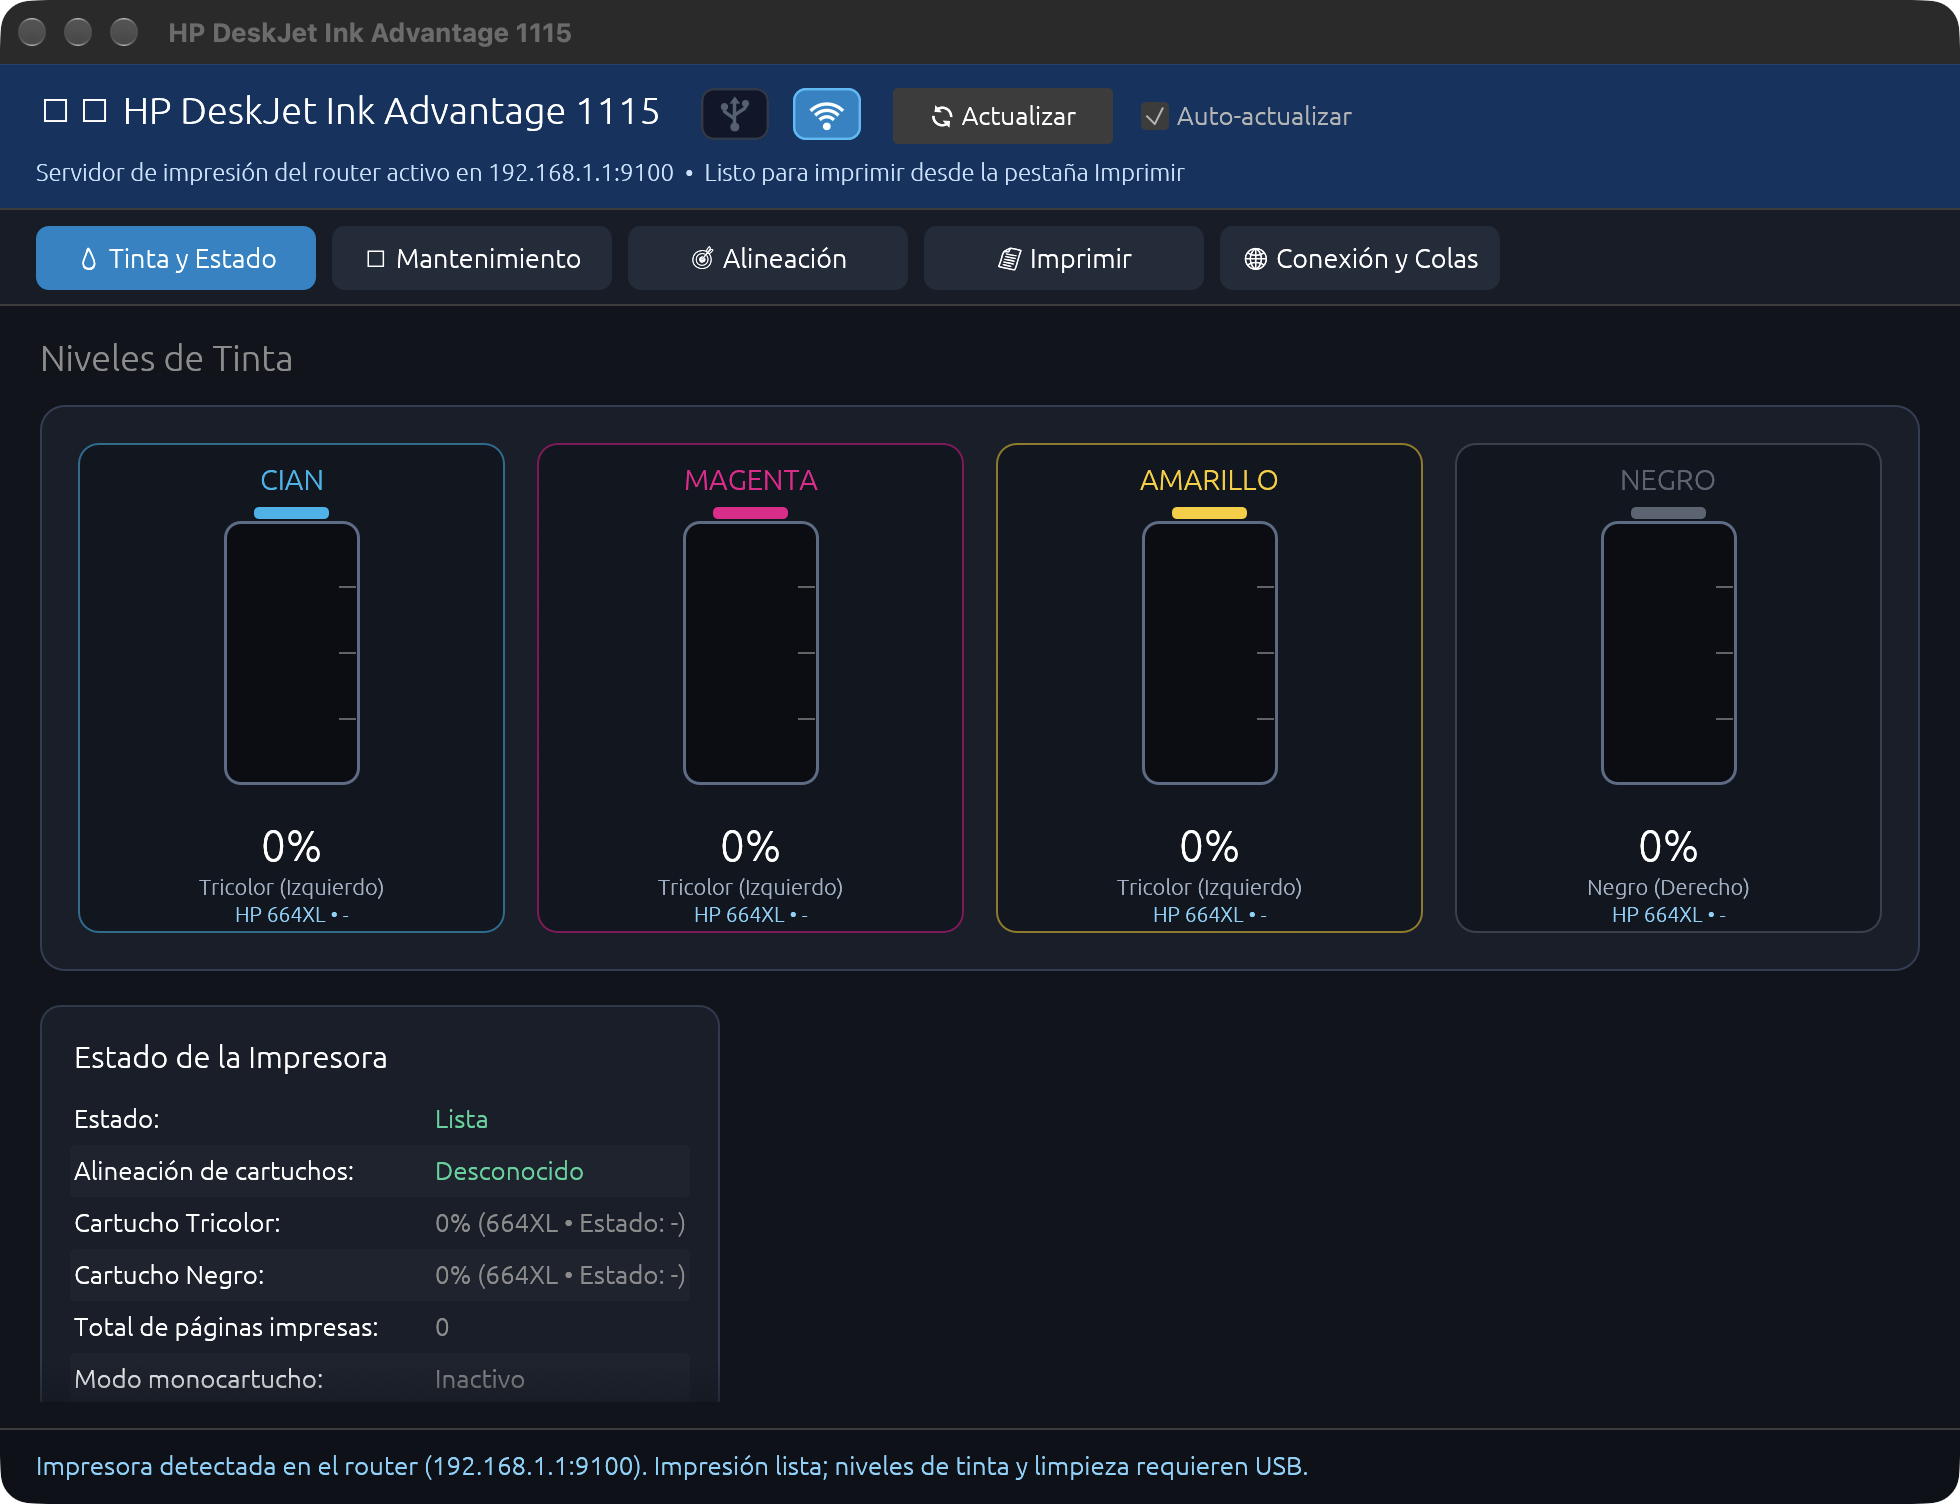 HP DeskJet Ink Advantage 1115
□ □ HP DeskJet Ink Advantage 1115
Actualizar
Auto-actualizar
Servidor de impresión del router activo en 192.168.1.1:9100 • Listo para imprimir desde la pestaña Imprimir
Tinta y Estado
□ Mantenimiento
Alineación
Imprimir
Conexión y Colas
Niveles de Tinta
CIAN
0%
Tricolor (Izquierdo)
HP 664XL • -
MAGENTA
0%
Tricolor (Izquierdo)
HP 664XL • -
AMARILLO
0%
Tricolor (Izquierdo)
HP 664XL • -
NEGRO
0%
Negro (Derecho)
HP 664XL • -
Estado de la Impresora
Estado: Lista
Alineación de cartuchos: Desconocido
Cartucho Tricolor: 0% (664XL • Estado: -)
Cartucho Negro: 0% (664XL • Estado: -)
Total de páginas impresas: 0
Modo monocartucho: Inactivo
Impresora detectada en el router (192.168.1.1:9100). Impresión lista; niveles de tinta y limpieza requieren USB.